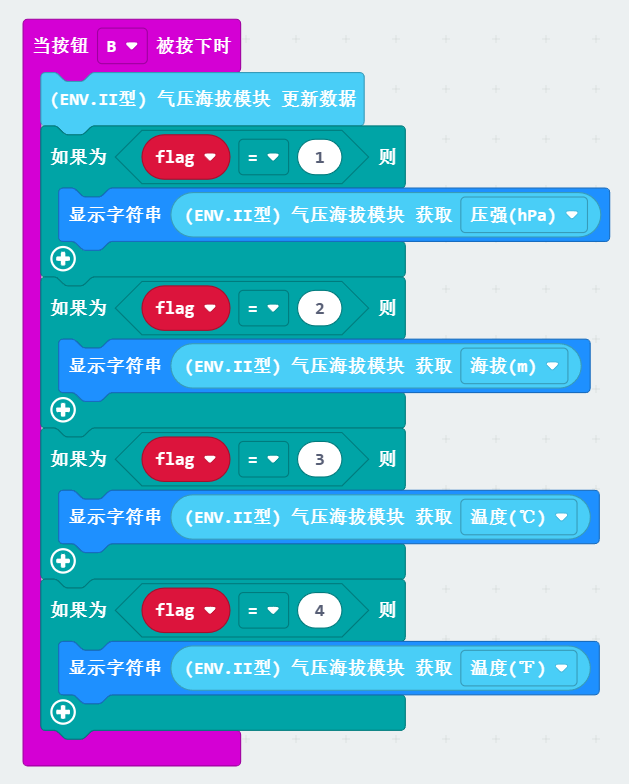 当按钮 B 被按下时
(ENV.II型) 气压海拔模块 更新数据
如果为 flag = 1 则
显示字符串 (ENV.II型) 气压海拔模块 获取 压强(hPa)
如果为 flag = 2 则
显示字符串 (ENV.II型) 气压海拔模块 获取 海拔(m)
如果为 flag = 3 则
显示字符串 (ENV.II型) 气压海拔模块 获取 温度(℃)
如果为 flag = 4 则
显示字符串 (ENV.II型) 气压海拔模块 获取 温度(℉)